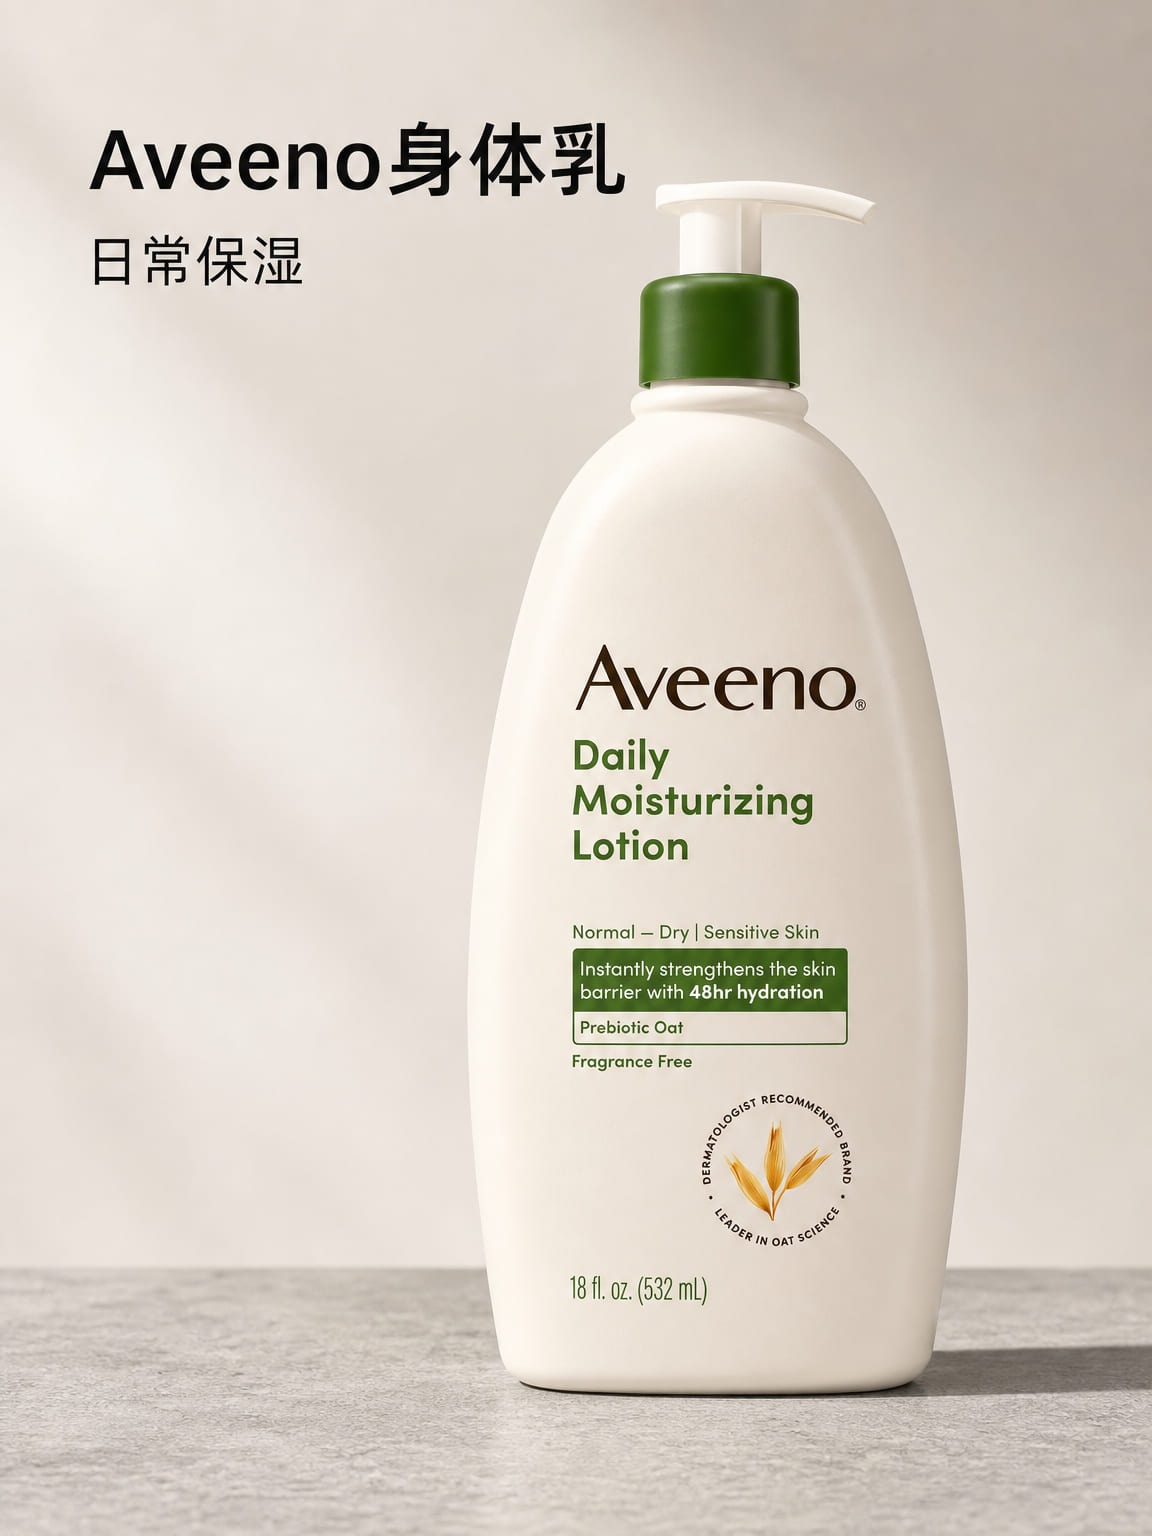 Aveeno身体乳
日常保湿
Aveeno®
Daily
Moisturizing
Lotion
Normal — Dry | Sensitive Skin
Instantly strengthens the skin
barrier with 48hr hydration
Prebiotic Oat
Fragrance Free
DERMATOLOGIST RECOMMENDED BRAND
• LEADER IN OAT SCIENCE •
18 fl. oz. (532 mL)